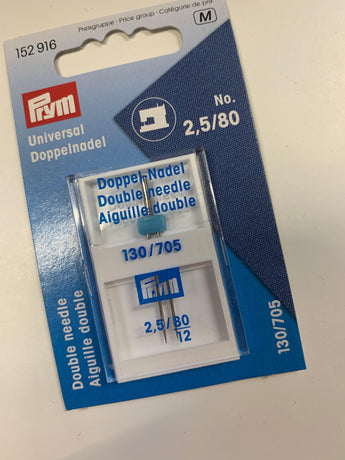 Preisgruppe · Price group · Catégorie de prix
M
152 916
Prym
Universal
Doppelnadel
No.
2,5/80
Doppel-Nadel
Double needle
Aiguille double
130/705
Prym
2,5/80
12
Double needle
Aiguille double
130/705